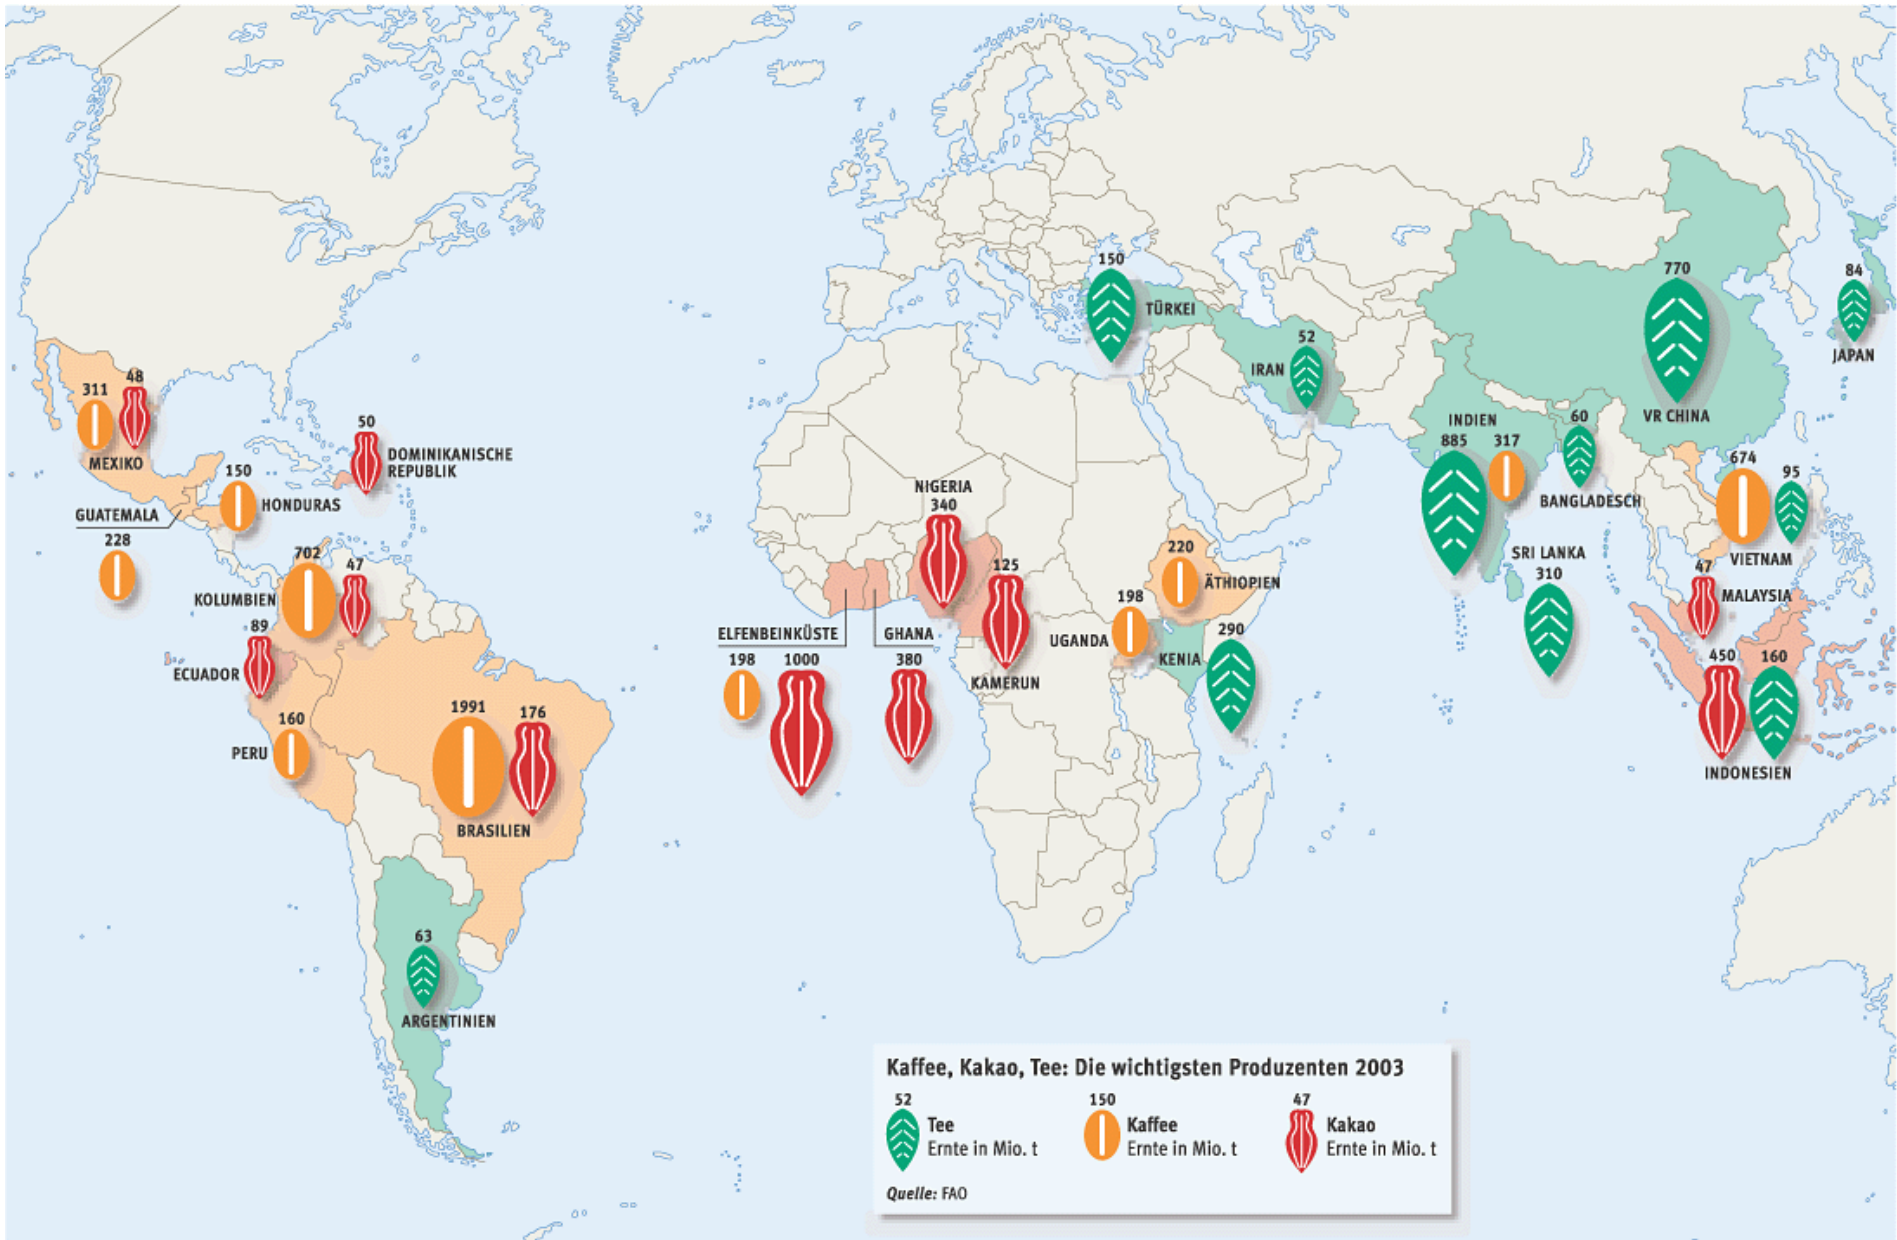 150
TÜRKEI
770
VR CHINA
84
JAPAN
52
IRAN
311
48
MEXIKO
50
DOMINIKANISCHE
REPUBLIK
150
HONDURAS
GUATEMALA
228
INDIEN
885
317
60
BANGLADESCH
674
95
VIETNAM
NIGERIA
340
125
KAMERUN
702
47
KOLUMBIEN
89
ECUADOR
220
ÄTHIOPIEN
198
UGANDA
KENIA
290
SRI LANKA
310
47
MALAYSIA
ELFENBEINKÜSTE
198
1000
GHANA
380
450
160
INDONESIEN
160
PERU
1991
176
BRASILIEN
63
ARGENTINIEN
Kaffee, Kakao, Tee: Die wichtigsten Produzenten 2003
52
Tee
Ernte in Mio. t
150
Kaffee
Ernte in Mio. t
47
Kakao
Ernte in Mio. t
Quelle: FAO